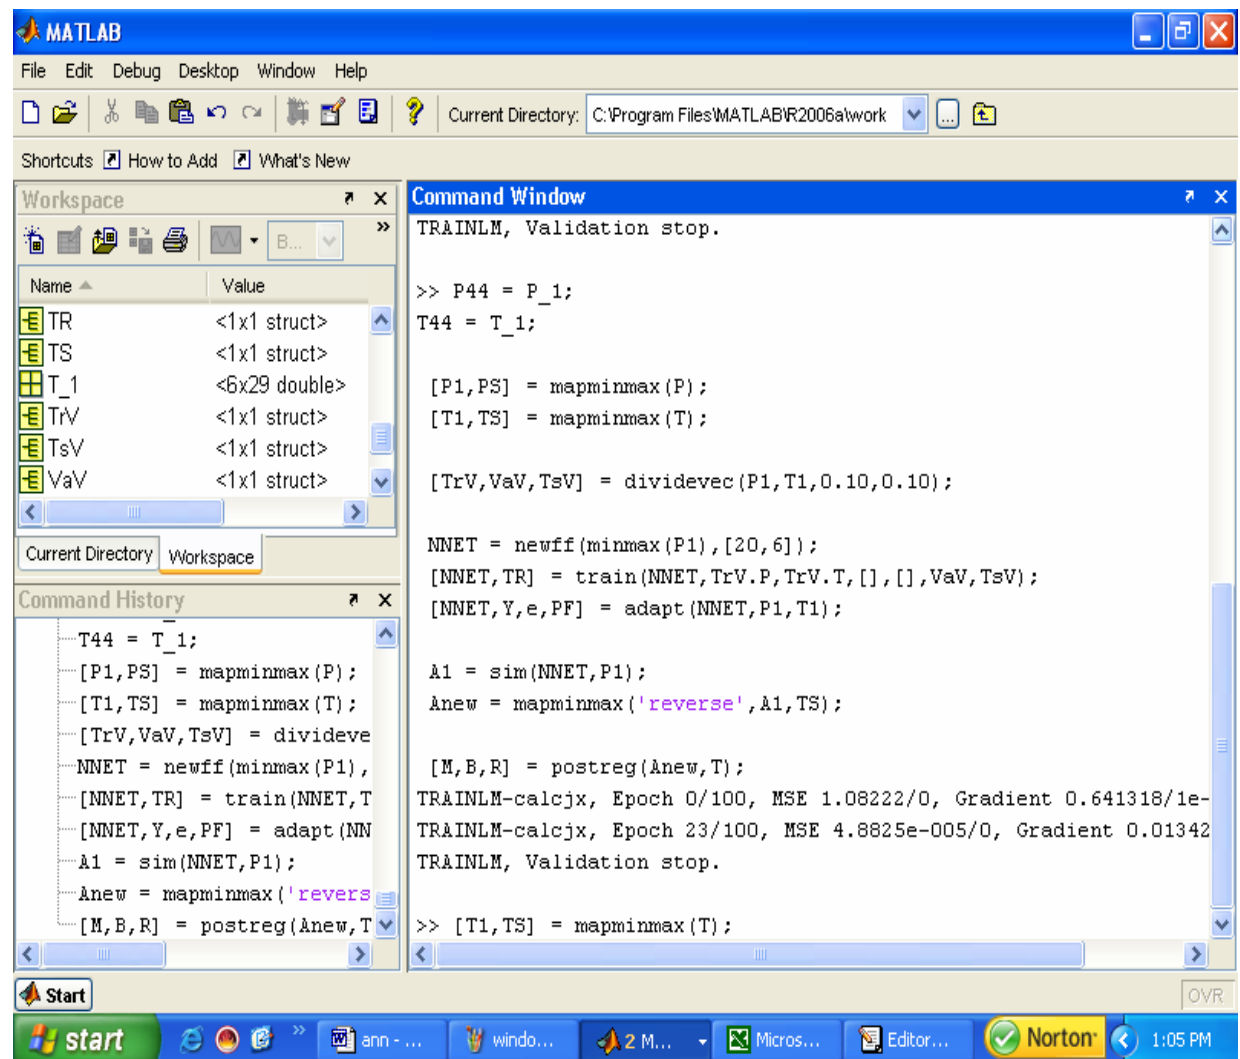 MATLAB
File Edit Debug Desktop Window Help
Current Directory: C:\Program Files\MATLAB\R2006a\work ...
Shortcuts How to Add What's New
Workspace
B...
Name Value
TR <1x1 struct>
TS <1x1 struct>
T_1 <6x29 double>
TrV <1x1 struct>
TsV <1x1 struct>
VaV <1x1 struct>
Current Directory Workspace
Command History
T44 = T_1;
[P1,PS] = mapminmax(P);
[T1,TS] = mapminmax(T);
[TrV,VaV,TsV] = divideve
NNET = newff(minmax(P1),
[NNET,TR] = train(NNET,T
[NNET,Y,e,PF] = adapt(NN
A1 = sim(NNET,P1);
Anew = mapminmax('revers
[M,B,R] = postreg(Anew,T
Command Window
TRAINLM, Validation stop.
>> P44 = P_1;
T44 = T_1;
[P1,PS] = mapminmax(P);
[T1,TS] = mapminmax(T);
[TrV,VaV,TsV] = dividevec(P1,T1,0.10,0.10);
NNET = newff(minmax(P1),[20,6]);
[NNET,TR] = train(NNET,TrV.P,TrV.T,[],[],VaV,TsV);
[NNET,Y,e,PF] = adapt(NNET,P1,T1);
A1 = sim(NNET,P1);
Anew = mapminmax('reverse',A1,TS);
[M,B,R] = postreg(Anew,T);
TRAINLM-calcjx, Epoch 0/100, MSE 1.08222/0, Gradient 0.641318/1e-
TRAINLM-calcjx, Epoch 23/100, MSE 4.8825e-005/0, Gradient 0.01342
TRAINLM, Validation stop.
>> [T1,TS] = mapminmax(T);
Start
OVR
start ann - ... windo... 2 M... Micros... Editor... Norton 1:05 PM